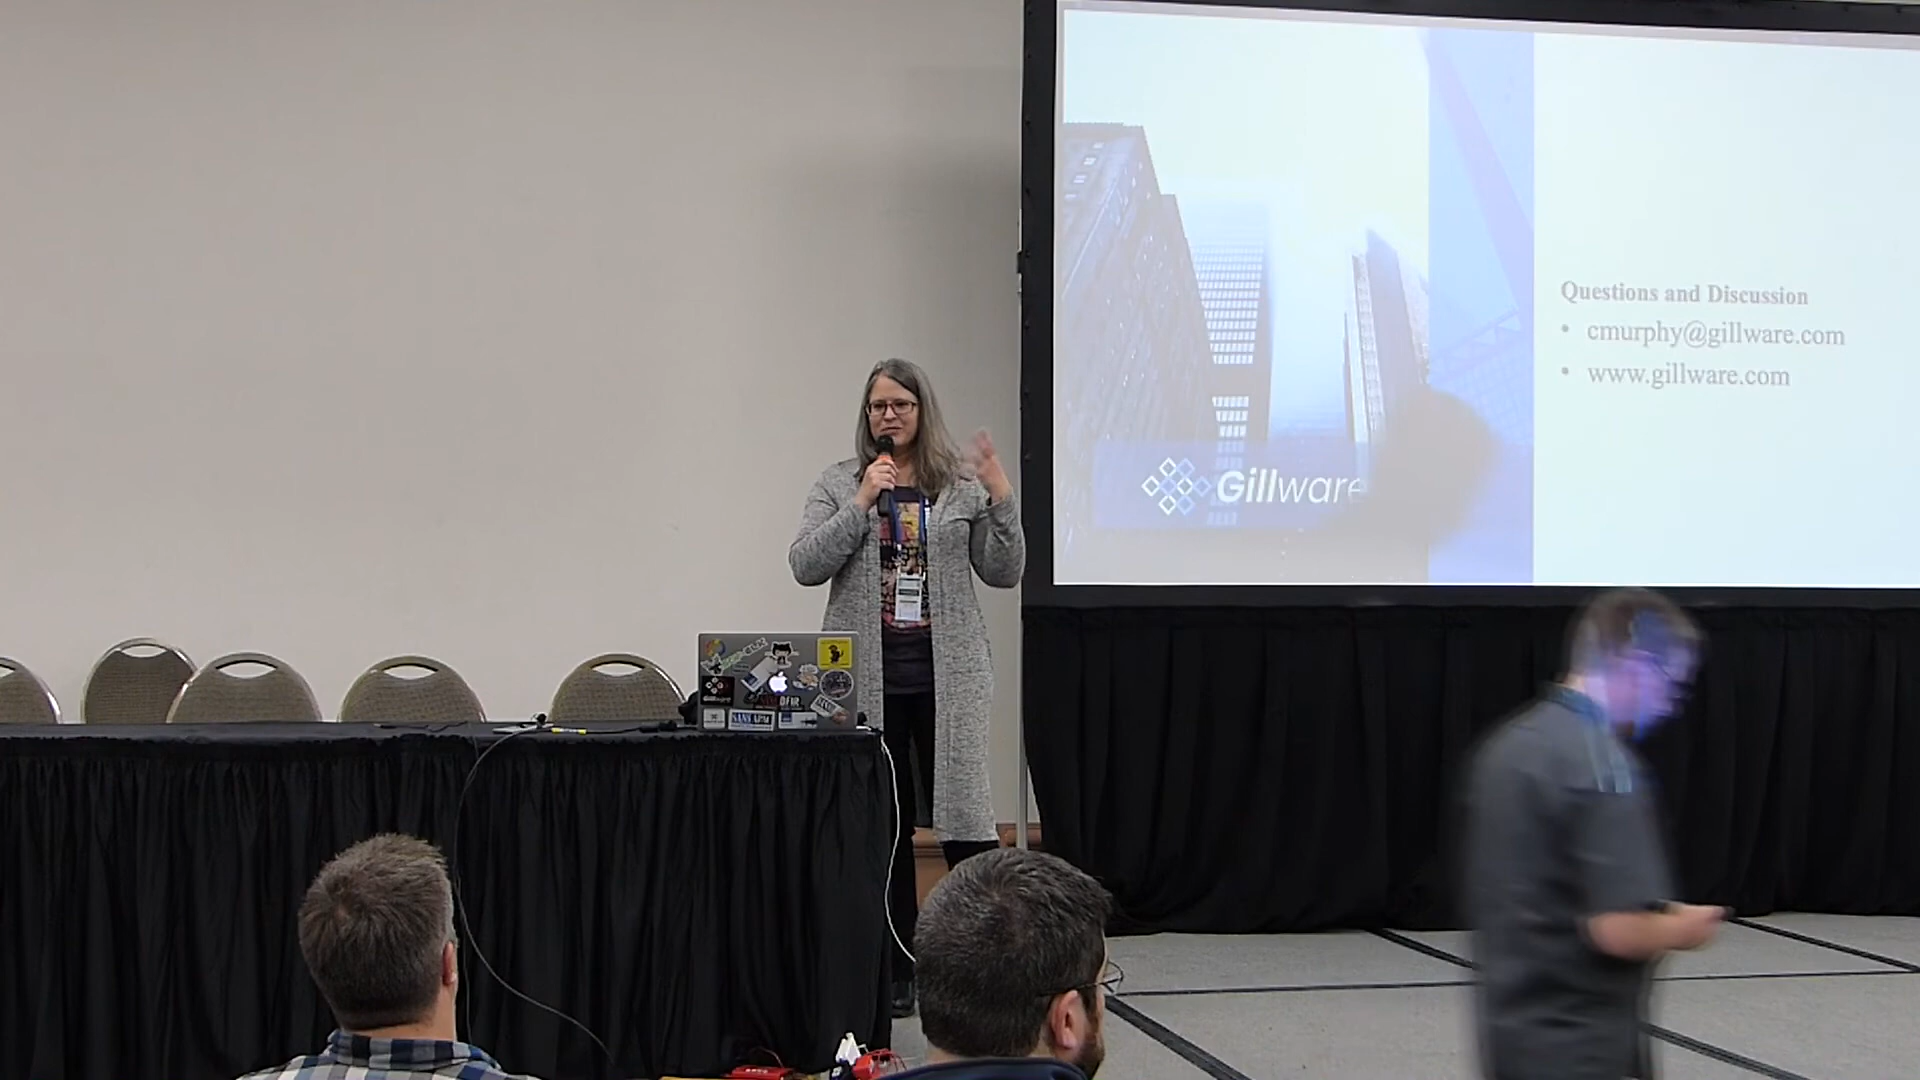 Questions and Discussion
• cmurphy@gillware.com
• www.gillware.com
Gillware